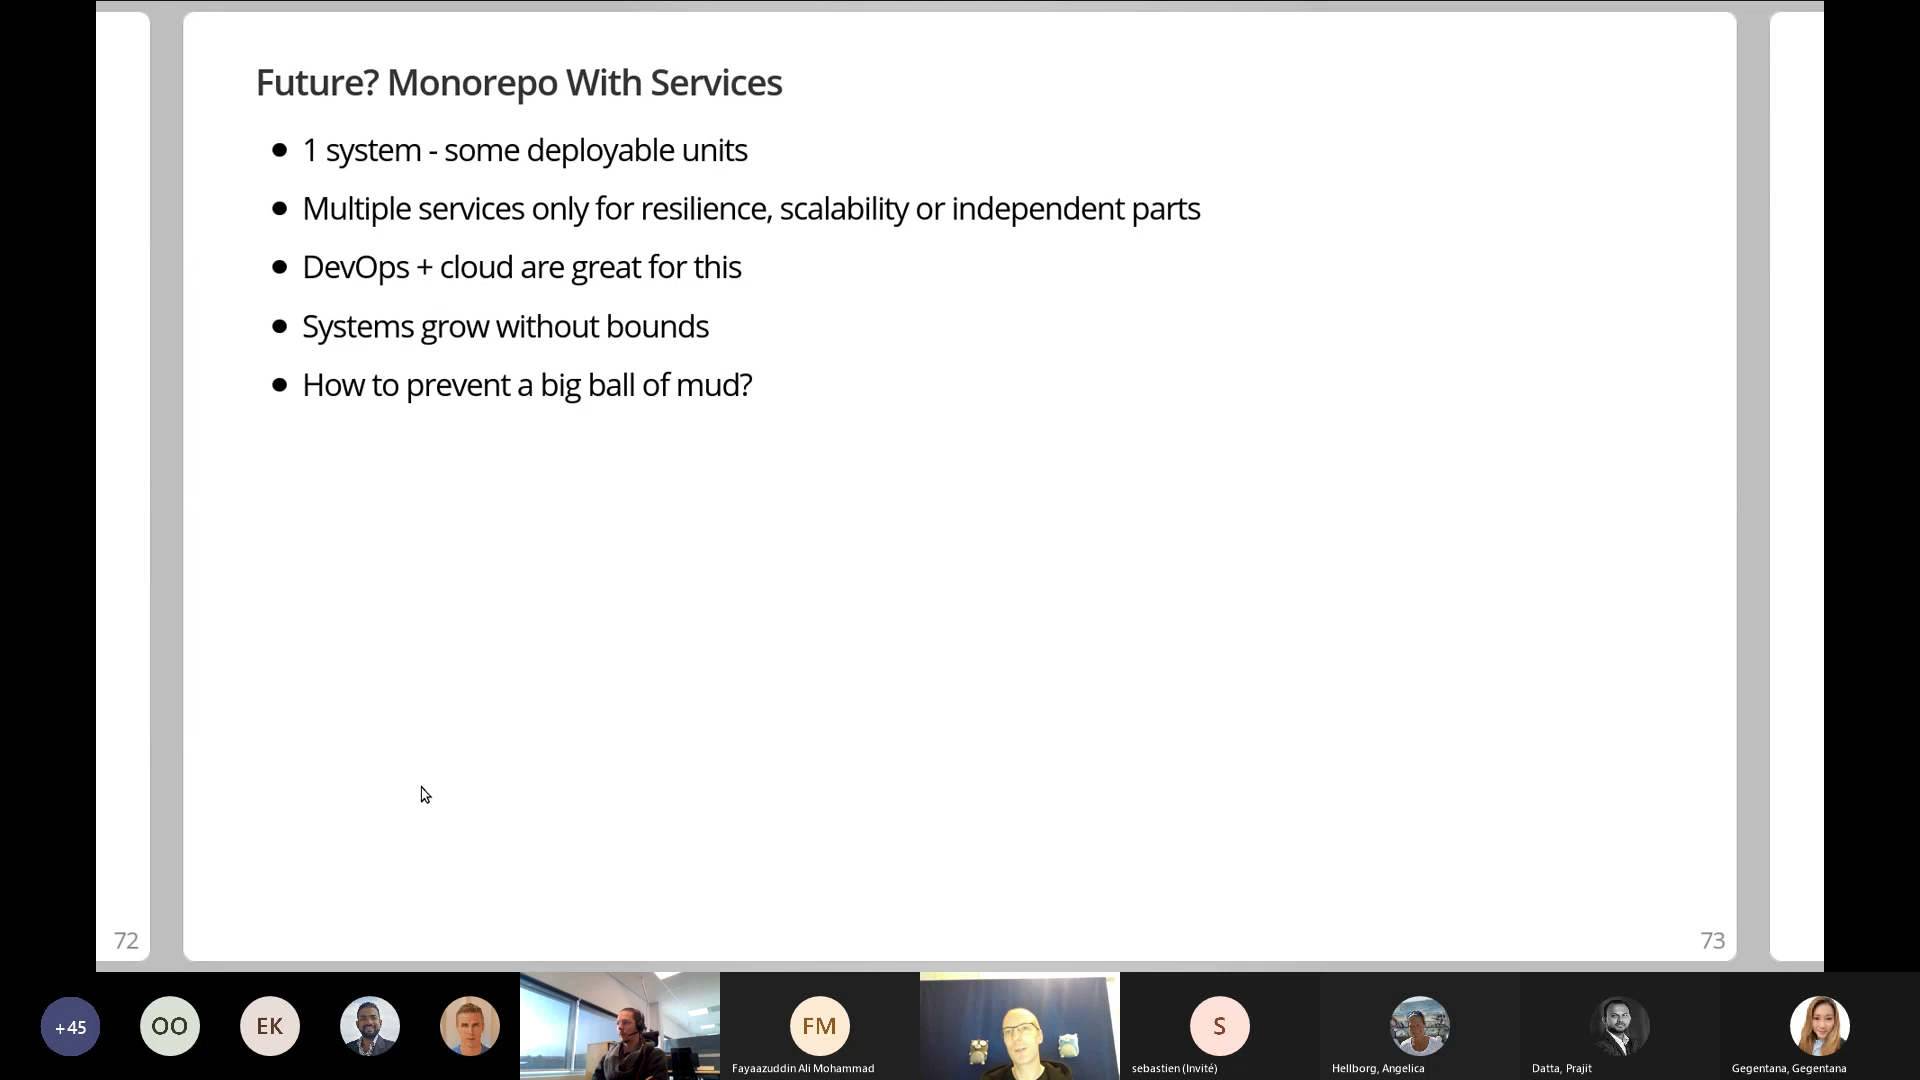 Future? Monorepo With Services
1 system - some deployable units
Multiple services only for resilience, scalability or independent parts
DevOps + cloud are great for this
Systems grow without bounds
How to prevent a big ball of mud?
72
73
+45
OO
EK
FM
Fayaazuddin Ali Mohammad
S
sebastien (Invité)
Hellborg, Angelica
Datta, Prajit
Gegentana, Gegentana